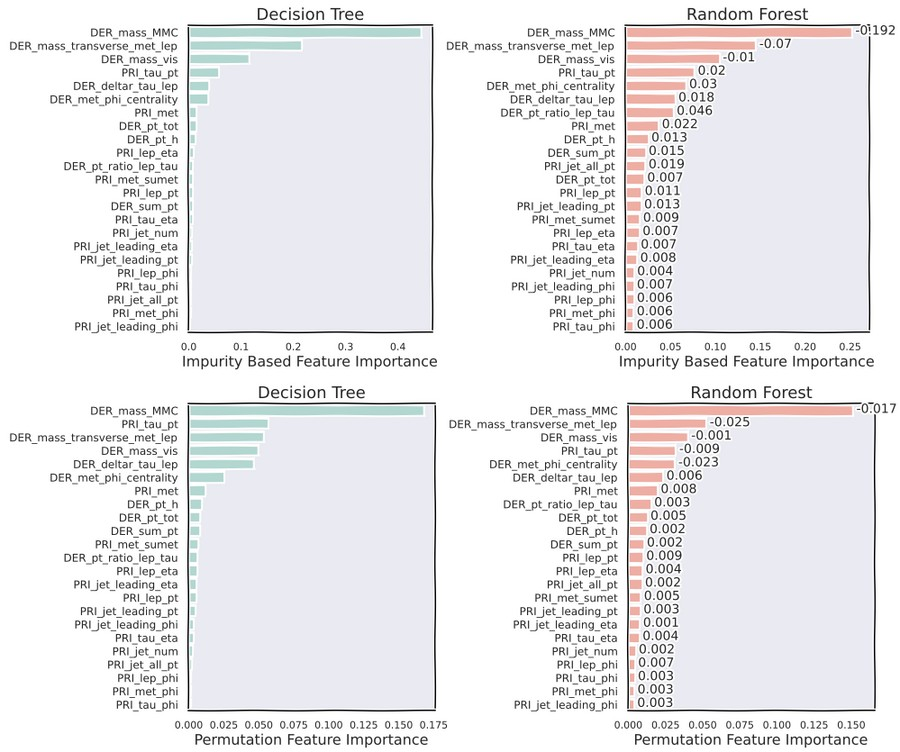 Decision Tree
DER_mass_MMC
DER_mass_transverse_met_lep
DER_mass_vis
PRI_tau_pt
DER_deltar_tau_lep
DER_met_phi_centrality
PRI_met
DER_pt_tot
DER_pt_h
PRI_lep_eta
DER_pt_ratio_lep_tau
PRI_met_sumet
PRI_lep_pt
DER_sum_pt
PRI_tau_eta
PRI_jet_num
PRI_jet_leading_eta
PRI_jet_leading_pt
PRI_lep_phi
PRI_tau_phi
PRI_jet_all_pt
PRI_met_phi
PRI_jet_leading_phi
0.0 0.1 0.2 0.3 0.4
Impurity Based Feature Importance
Random Forest
DER_mass_MMC -0.192
DER_mass_transverse_met_lep -0.07
DER_mass_vis -0.01
PRI_tau_pt 0.02
DER_met_phi_centrality 0.03
DER_deltar_tau_lep 0.018
DER_pt_ratio_lep_tau 0.046
PRI_met 0.022
DER_pt_h 0.013
DER_sum_pt 0.015
PRI_jet_all_pt 0.019
DER_pt_tot 0.007
PRI_lep_pt 0.011
PRI_jet_leading_pt 0.013
PRI_met_sumet 0.009
PRI_lep_eta 0.007
PRI_tau_eta 0.007
PRI_jet_leading_eta 0.008
PRI_jet_num 0.004
PRI_jet_leading_phi 0.007
PRI_lep_phi 0.006
PRI_met_phi 0.006
PRI_tau_phi 0.006
0.00 0.05 0.10 0.15 0.20 0.25
Impurity Based Feature Importance
Decision Tree
DER_mass_MMC
PRI_tau_pt
DER_mass_transverse_met_lep
DER_mass_vis
DER_deltar_tau_lep
DER_met_phi_centrality
PRI_met
DER_pt_h
DER_pt_tot
DER_sum_pt
PRI_met_sumet
DER_pt_ratio_lep_tau
PRI_lep_eta
PRI_jet_leading_eta
PRI_lep_pt
PRI_jet_leading_pt
PRI_jet_leading_phi
PRI_tau_eta
PRI_jet_num
PRI_jet_all_pt
PRI_lep_phi
PRI_met_phi
PRI_tau_phi
0.000 0.025 0.050 0.075 0.100 0.125 0.150 0.175
Permutation Feature Importance
Random Forest
DER_mass_MMC -0.017
DER_mass_transverse_met_lep -0.025
DER_mass_vis -0.001
PRI_tau_pt -0.009
DER_met_phi_centrality -0.023
DER_deltar_tau_lep 0.006
PRI_met 0.008
DER_pt_ratio_lep_tau 0.003
DER_pt_tot 0.005
DER_pt_h 0.002
DER_sum_pt 0.002
PRI_lep_pt 0.009
PRI_lep_eta 0.004
PRI_jet_all_pt 0.002
PRI_met_sumet 0.005
PRI_jet_leading_pt 0.003
PRI_jet_leading_eta 0.001
PRI_tau_eta 0.004
PRI_jet_num 0.002
PRI_lep_phi 0.007
PRI_tau_phi 0.003
PRI_met_phi 0.003
PRI_jet_leading_phi 0.003
0.000 0.025 0.050 0.075 0.100 0.125 0.150
Permutation Feature Importance